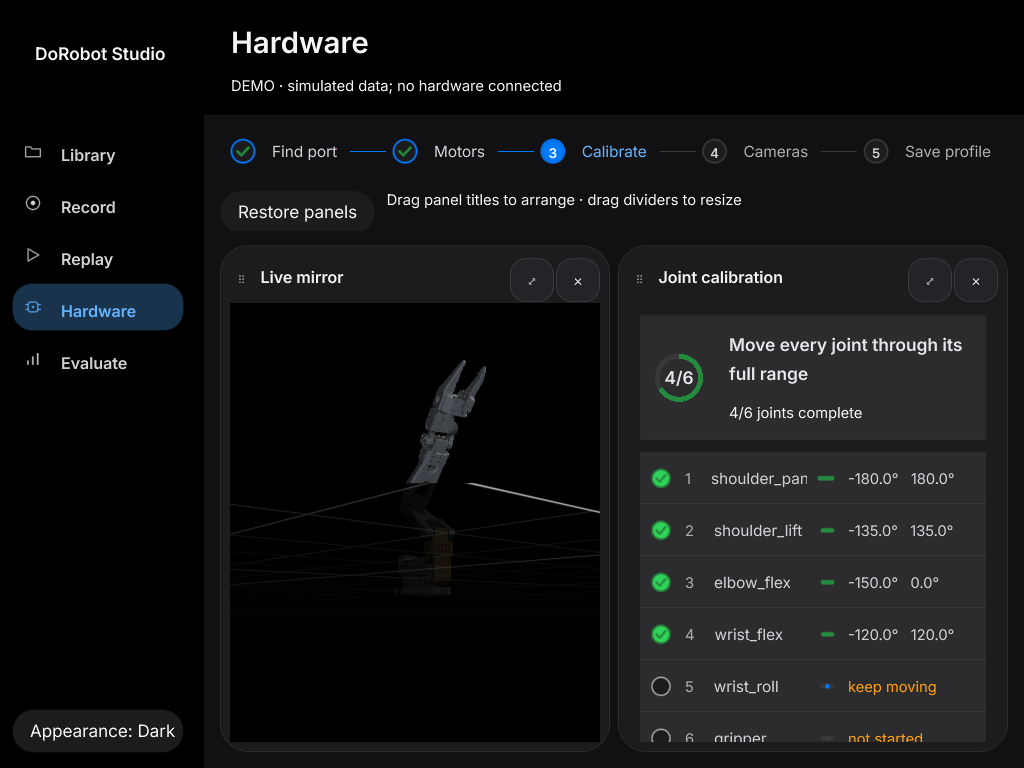 DoRobot Studio
Hardware
DEMO · simulated data; no hardware connected
Library
Record
Replay
Hardware
Evaluate
Appearance: Dark
Find port
Motors
3 Calibrate
4 Cameras
5 Save profile
Restore panels
Drag panel titles to arrange · drag dividers to resize
Live mirror
Joint calibration
4/6
Move every joint through its
full range
4/6 joints complete
1 shoulder_pan -180.0° 180.0°
2 shoulder_lift -135.0° 135.0°
3 elbow_flex -150.0° 0.0°
4 wrist_flex -120.0° 120.0°
5 wrist_roll keep moving
6 gripper not started